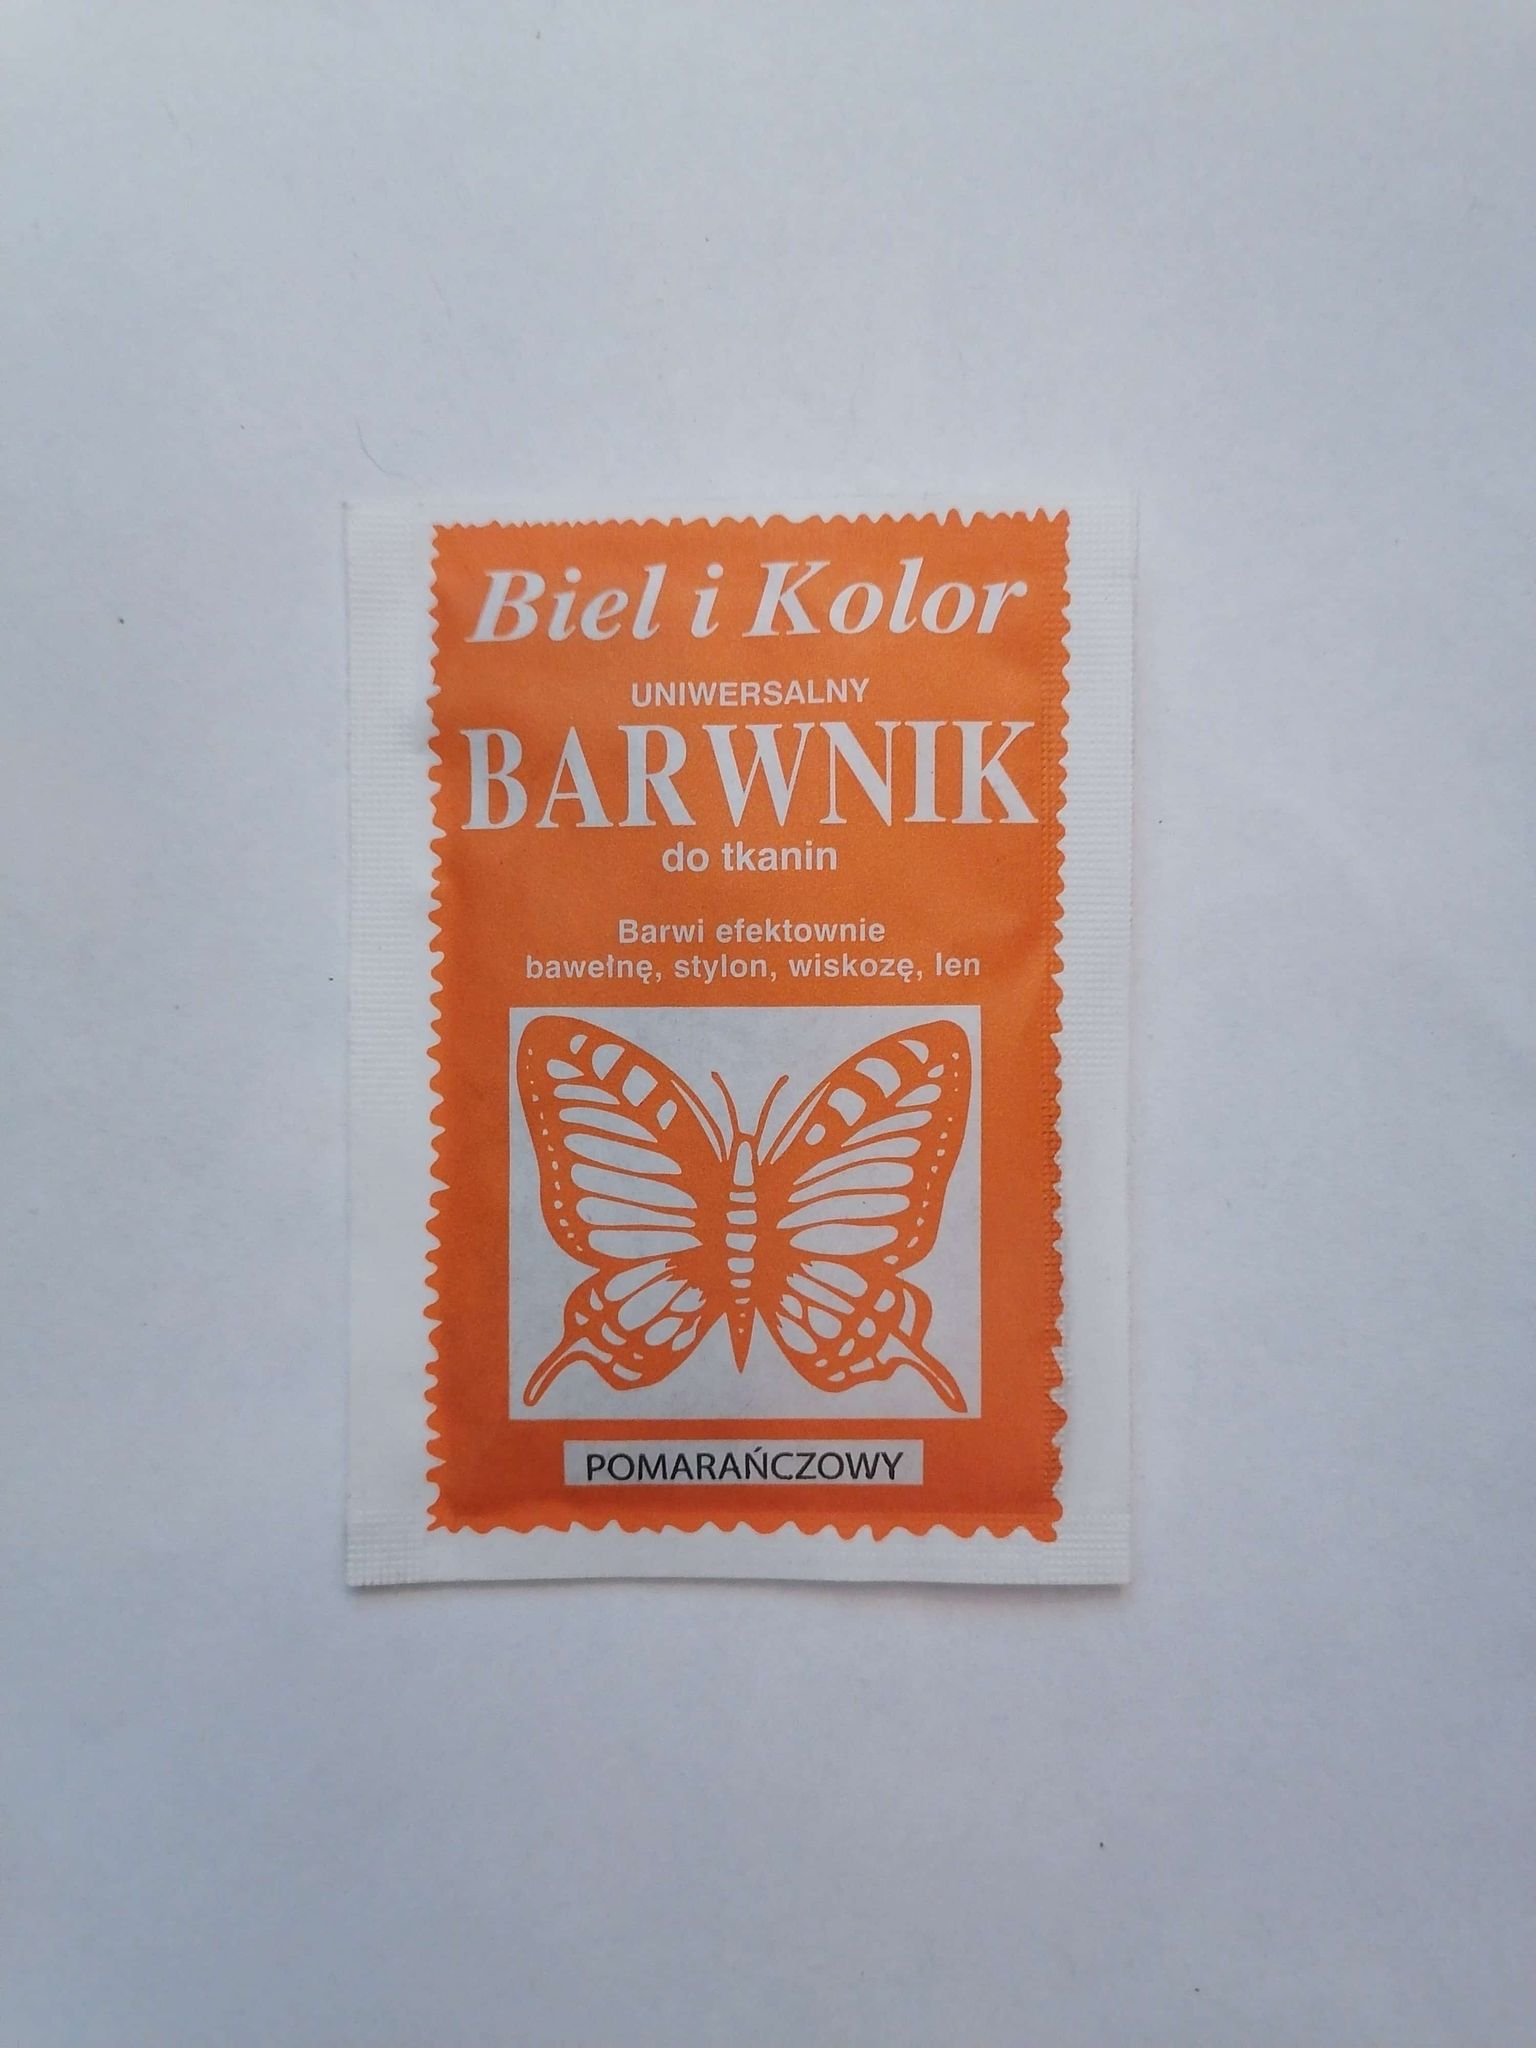 Biel i Kolor
UNIWERSALNY
BARWNIK
do tkanin
Barwi efektownie
bawełnę, stylon, wiskozę, len
POMARAŃCZOWY